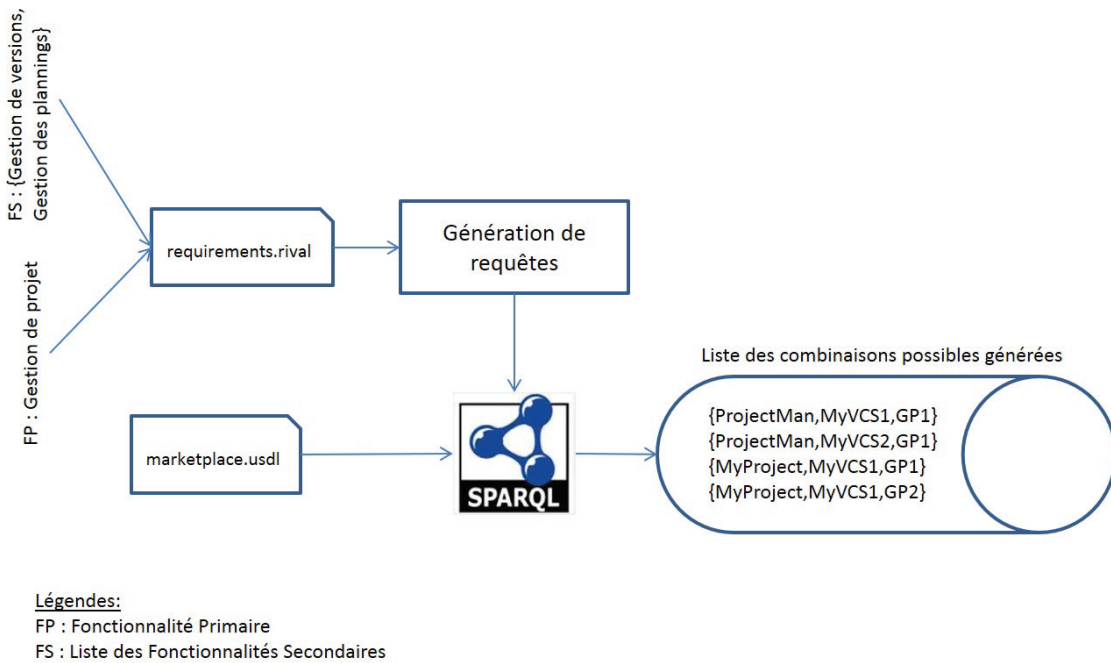 FS : {Gestion de versions,
Gestion des plannings}
FP : Gestion de projet
requirements.rival
Génération de
requêtes
marketplace.usdl
SPARQL
Liste des combinaisons possibles générées
{ProjectMan,MyVCS1,GP1}
{ProjectMan,MyVCS2,GP1}
{MyProject,MyVCS1,GP1}
{MyProject,MyVCS1,GP2}
Légendes:
FP : Fonctionnalité Primaire
FS : Liste des Fonctionnalités Secondaires